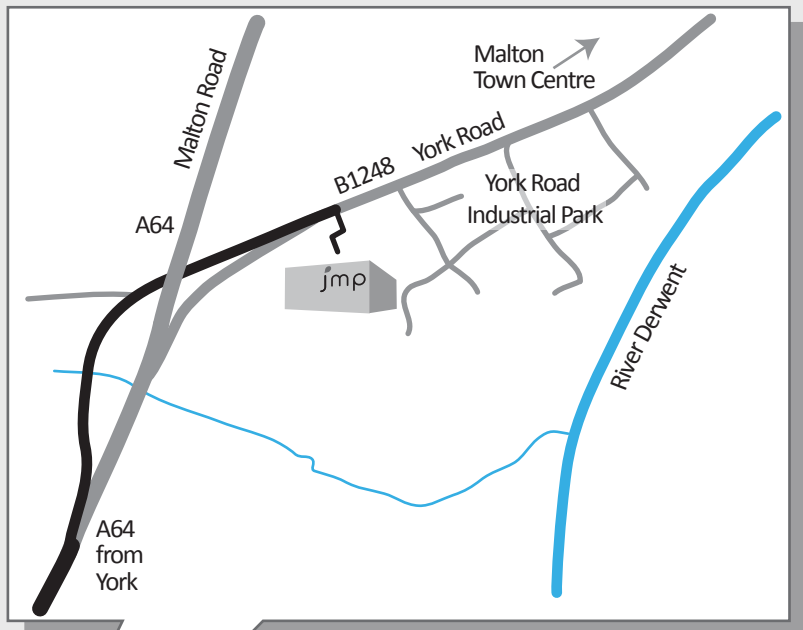 Malton
Town Centre
Malton Road
B1248
York Road
York Road
Industrial Park
A64
jmp
River Derwent
A64
from
York